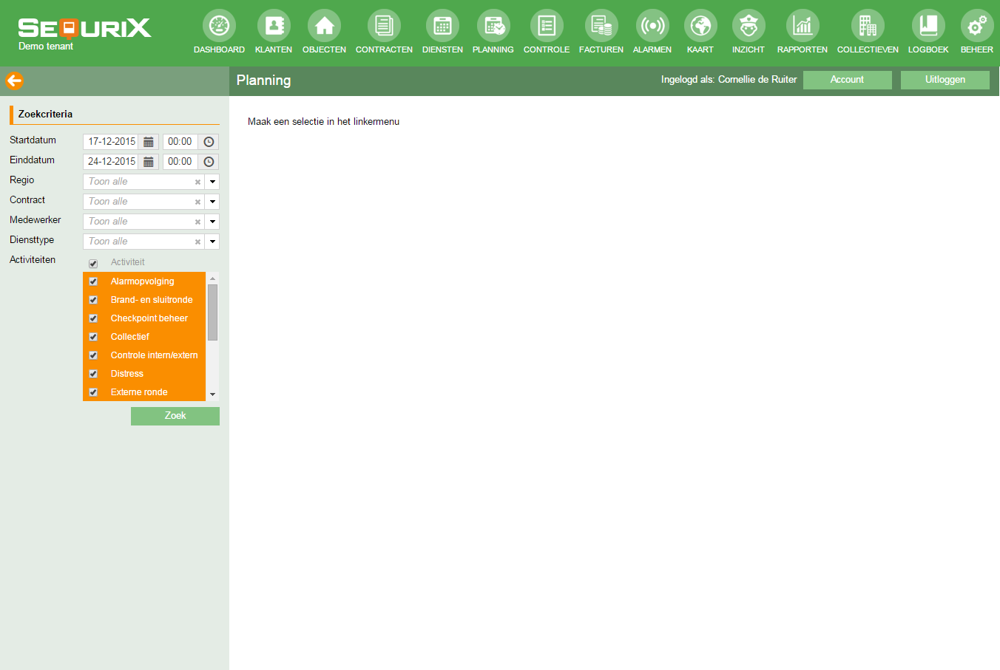 SEQURIX
Demo tenant
DASHBOARD KLANTEN OBJECTEN CONTRACTEN DIENSTEN PLANNING CONTROLE FACTUREN ALARMEN KAART INZICHT RAPPORTEN COLLECTIEVEN LOGBOEK BEHEER
Planning
Ingelogd als: Cornellie de Ruiter Account Uitloggen
Zoekcriteria
Maak een selectie in het linkermenu
Startdatum 17-12-2015 00:00
Einddatum 24-12-2015 00:00
Regio Toon alle
Contract Toon alle
Medewerker Toon alle
Diensttype Toon alle
Activiteiten Activiteit
Alarmopvolging
Brand- en sluitronde
Checkpoint beheer
Collectief
Controle intern/extern
Distress
Externe ronde
Zoek